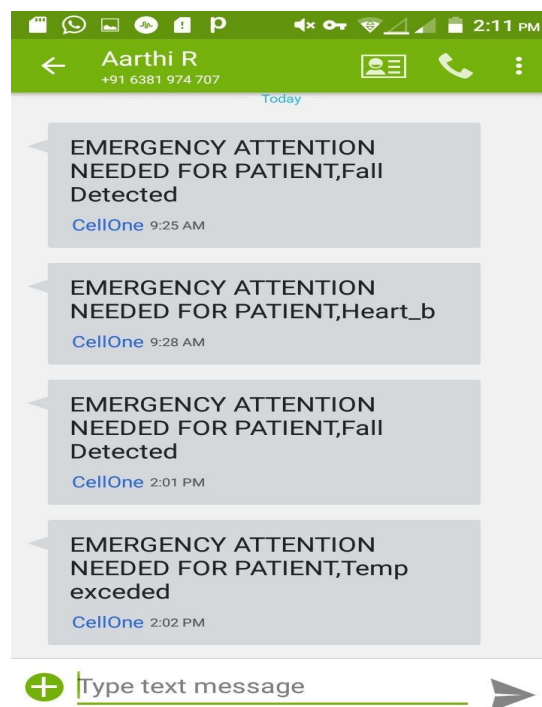 2:11 PM
Aarthi R
+91 6381 974 707
Today
EMERGENCY ATTENTION
NEEDED FOR PATIENT,Fall
Detected
CellOne 9:25 AM
EMERGENCY ATTENTION
NEEDED FOR PATIENT,Heart_b
CellOne 9:28 AM
EMERGENCY ATTENTION
NEEDED FOR PATIENT,Fall
Detected
CellOne 2:01 PM
EMERGENCY ATTENTION
NEEDED FOR PATIENT,Temp
exceded
CellOne 2:02 PM
Type text message